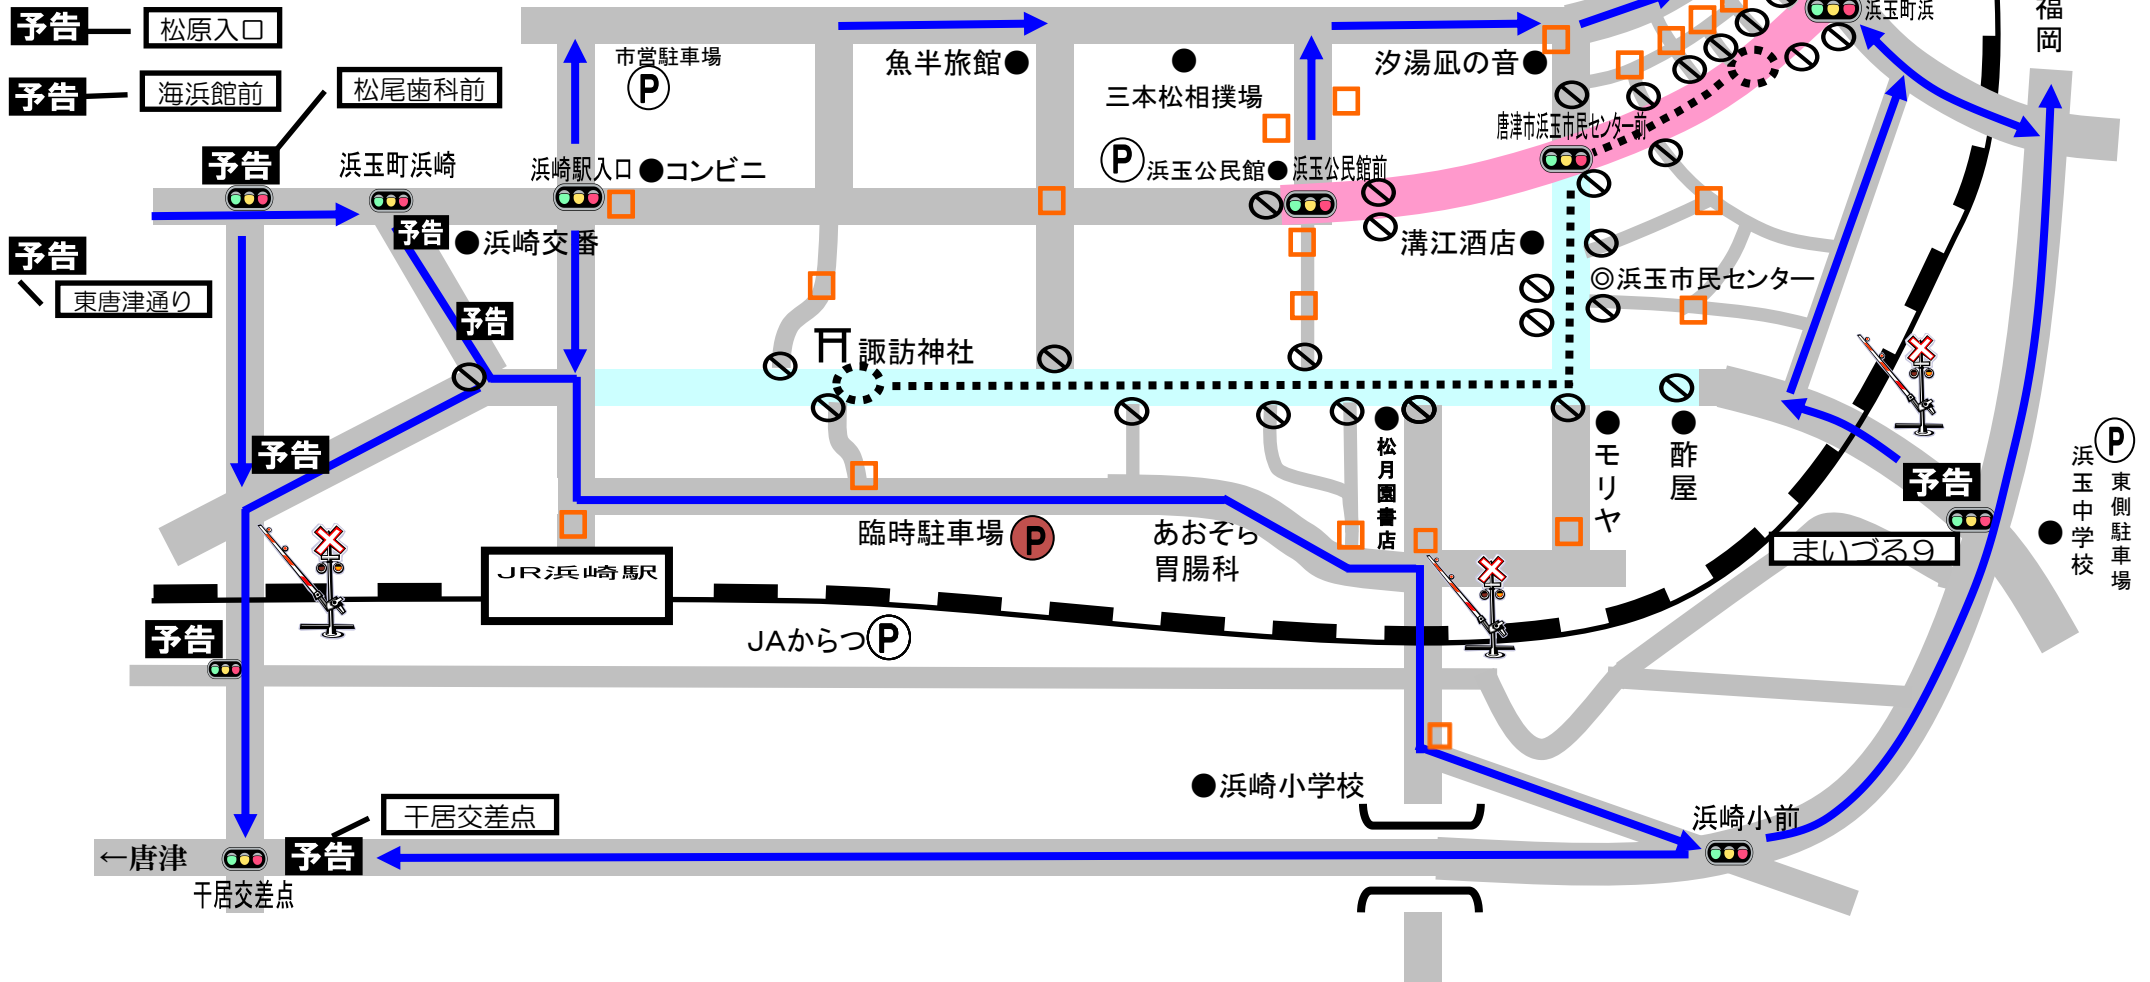 予告
松原入口
福岡
浜玉町浜
市営駐車場
P
魚半旅館●
汐湯凪の音●
予告
海浜館前
松尾歯科前
三本松相撲場
唐津市浜玉市民センター前
予告
浜玉町浜崎
浜崎駅入口
●コンビニ
P
浜玉公民館●
浜玉公民館前
予告
●浜崎交番
溝江酒店●
予告
東唐津通り
◎浜玉市民センター
予告
諏訪神社
予告
松月園書店
モリヤ
酢屋
予告
P
東側駐車場
浜玉中学校
臨時駐車場
P
あおぞら
胃腸科
まいづる9
JR浜崎駅
予告
JAからつ
P
●浜崎小学校
干居交差点
浜崎小前
←唐津
予告
干居交差点